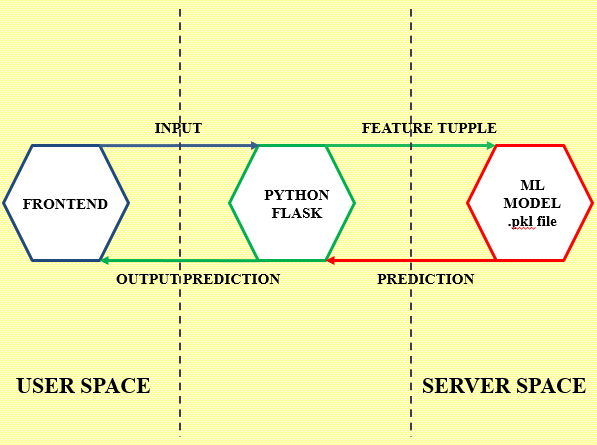 INPUT
FEATURE TUPPLE
FRONTEND
PYTHON
FLASK
ML
MODEL
.pkl file
OUTPUT PREDICTION
PREDICTION
USER SPACE
SERVER SPACE